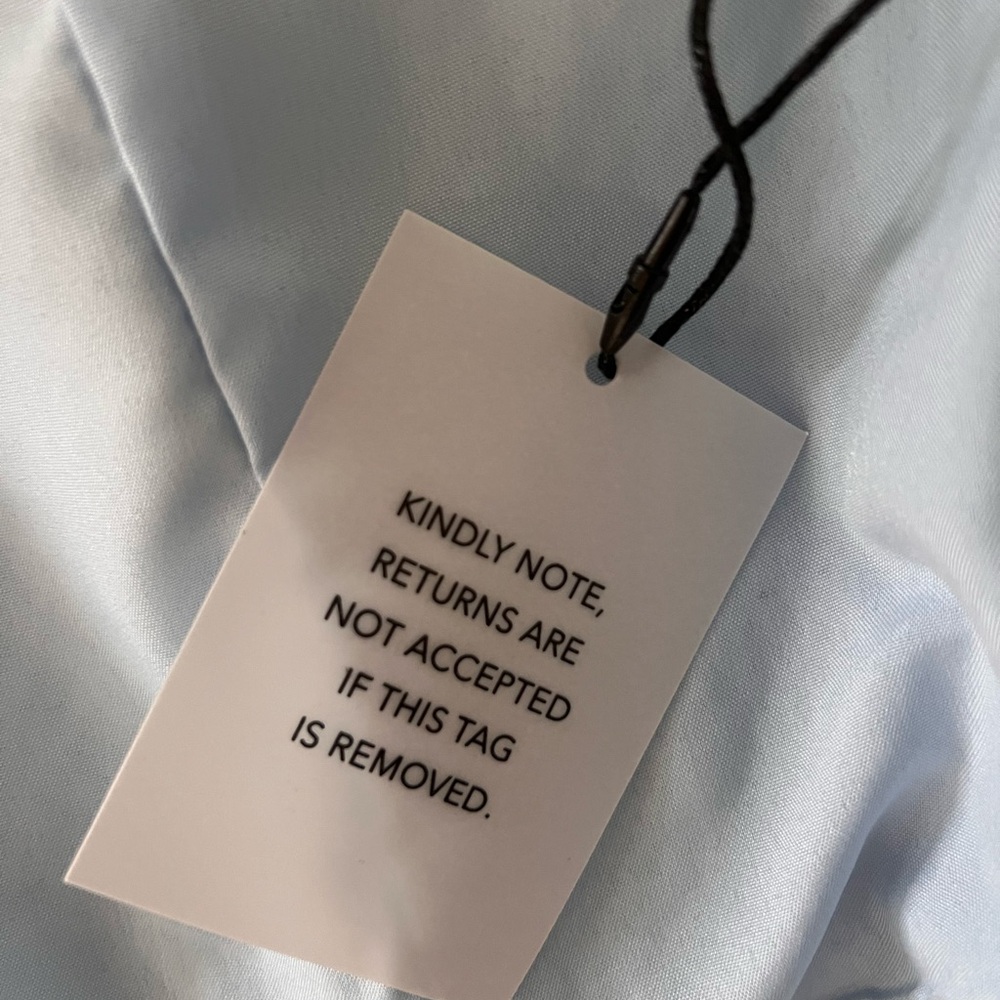 KINDLY NOTE,
RETURNS ARE
NOT ACCEPTED
IF THIS TAG
IS REMOVED.